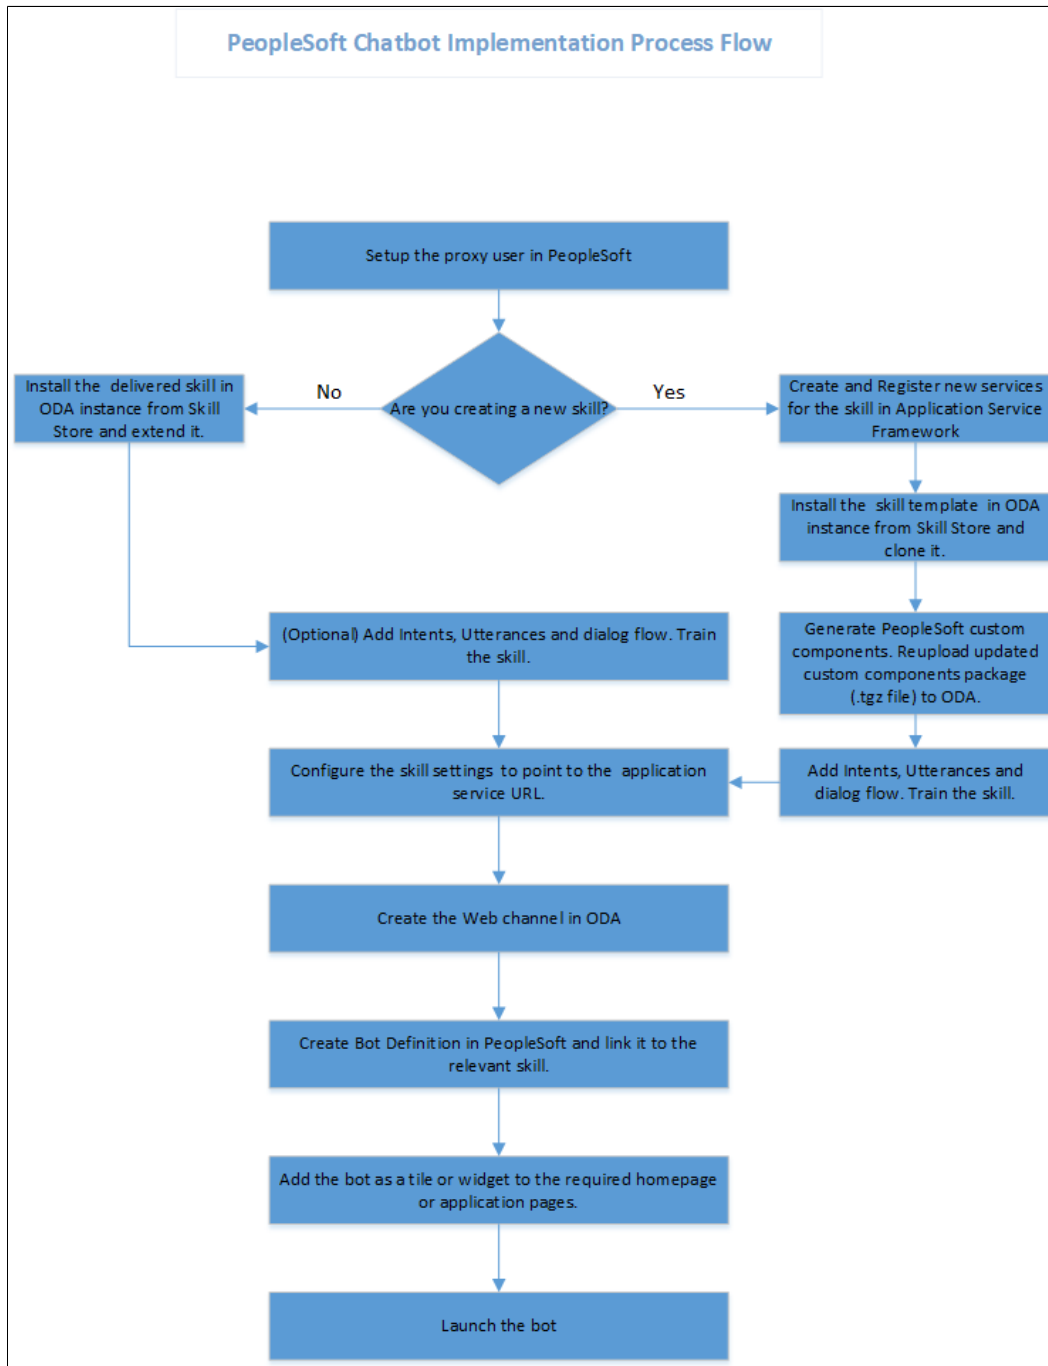 PeopleSoft Chatbot Implementation Process Flow
Setup the proxy user in PeopleSoft
Are you creating a new skill?
No
Yes
Install the delivered skill in
ODA instance from Skill
Store and extend it.
Create and Register new services
for the skill in Application Service
Framework
Install the skill template in ODA
instance from Skill Store and
clone it.
Generate PeopleSoft custom
components. Reupload updated
custom components package
(.tgz file) to ODA.
Add Intents, Utterances and
dialog flow. Train the skill.
(Optional) Add Intents, Utterances and dialog flow. Train
the skill.
Configure the skill settings to point to the application
service URL.
Create the Web channel in ODA
Create Bot Definition in PeopleSoft and link it to the
relevant skill.
Add the bot as a tile or widget to the required homepage
or application pages.
Launch the bot